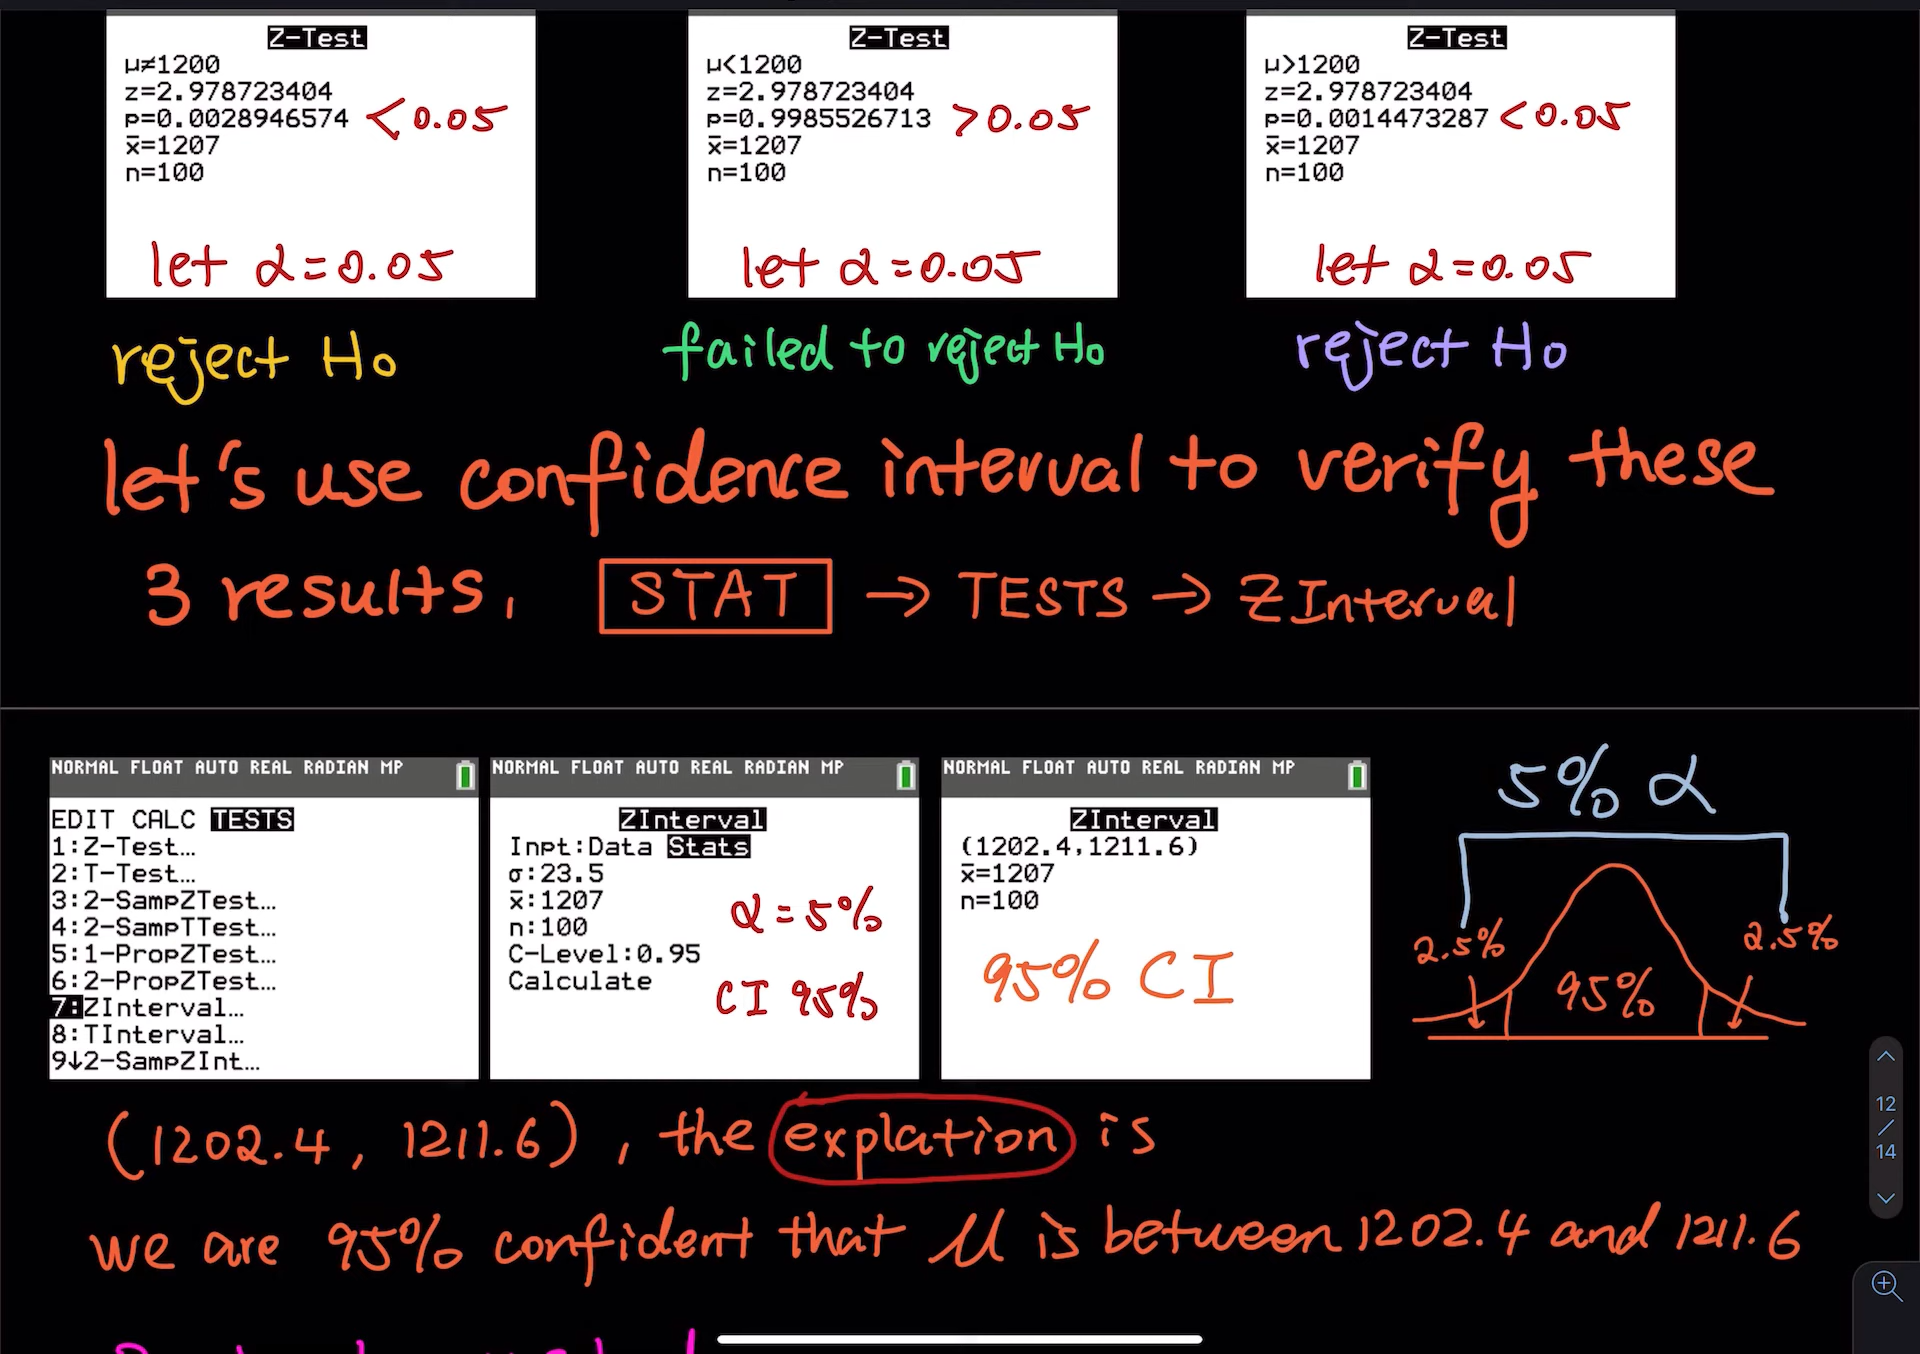 Z-Test
μ≠1200
z=2.978723404
p=0.0028946574 < 0.05
x̄=1207
n=100
let α=0.05
reject Ho
Z-Test
μ<1200
z=2.978723404
p=0.9985526713 > 0.05
x̄=1207
n=100
let α=0.05
failed to reject Ho
Z-Test
μ>1200
z=2.978723404
p=0.0014473287 < 0.05
x̄=1207
n=100
let α=0.05
reject Ho
let's use confidence interval to verify these
3 results, STAT → TESTS → ZInterval
NORMAL FLOAT AUTO REAL RADIAN MP
EDIT CALC TESTS
1:Z-Test…
2:T-Test…
3:2-SampZTest…
4:2-SampTTest…
5:1-PropZTest…
6:2-PropZTest…
7:ZInterval…
8:TInterval…
9↓2-SampZInt…
NORMAL FLOAT AUTO REAL RADIAN MP
ZInterval
Inpt:Data Stats
σ:23.5
x̄:1207
n:100
C-Level:0.95
Calculate
α=5%
CI 95%
NORMAL FLOAT AUTO REAL RADIAN MP
ZInterval
(1202.4,1211.6)
x̄=1207
n=100
95% CI
5% α
2.5%
95%
2.5%
(1202.4, 1211.6), the explation is
we are 95% confident that μ is between 1202.4 and 1211.6
12
/
14